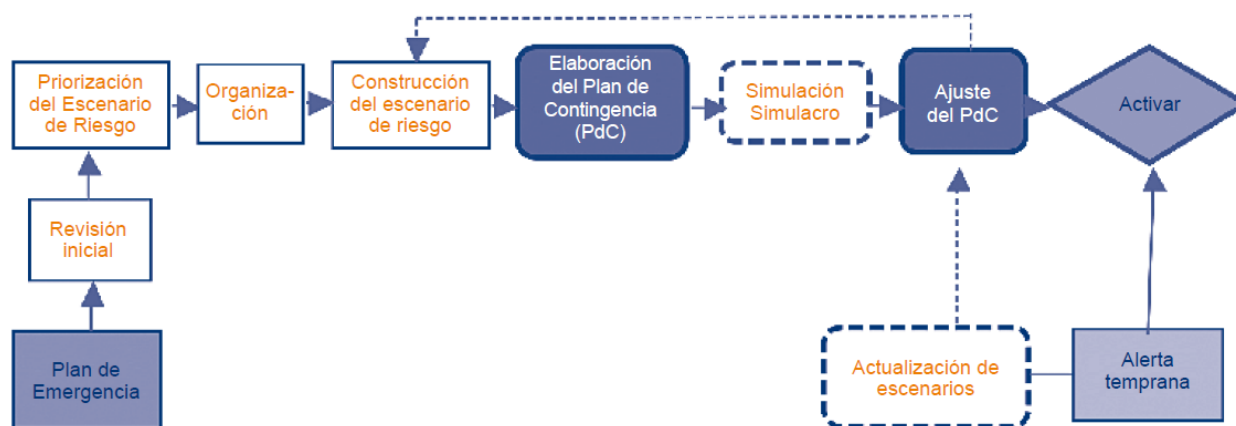 Priorización
del Escenario
de Riesgo
Organiza-
ción
Construcción
del escenario
de riesgo
Elaboración
del Plan de
Contingencia
(PdC)
Simulación
Simulacro
Ajuste
del PdC
Activar
Revisión
inicial
Plan de
Emergencia
Actualización de
escenarios
Alerta
temprana